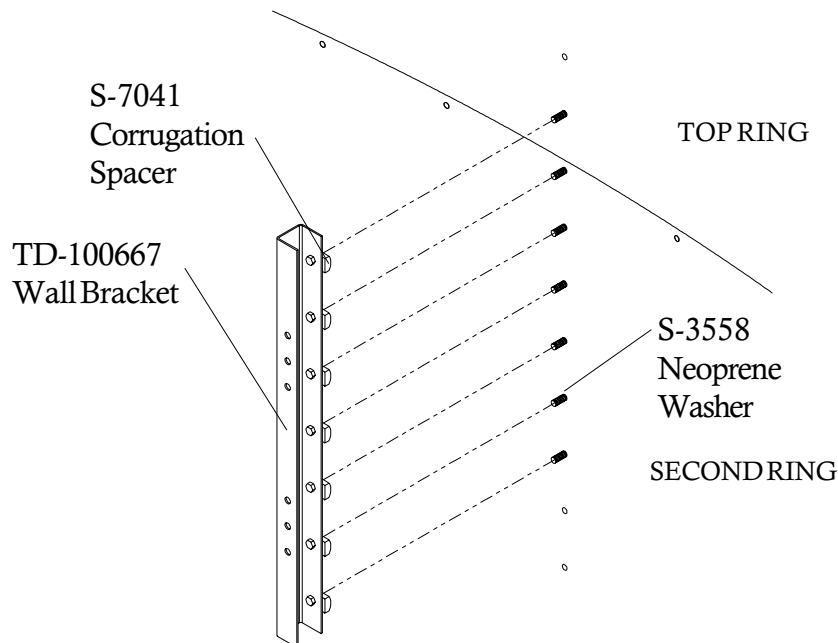 S-7041
Corrugation
Spacer
TOP RING
TD-100667
Wall Bracket
S-3558
Neoprene
Washer
SECOND RING